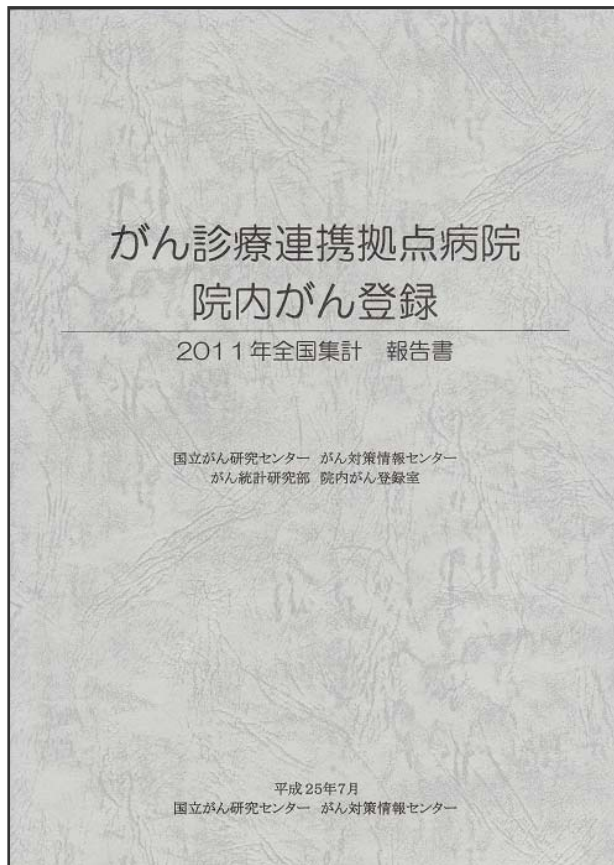 がん診療連携拠点病院
院内がん登録
2011年全国集計 報告書
国立がん研究センター がん対策情報センター
がん統計研究部 院内がん登録室
平成25年7月
国立がん研究センター がん対策情報センター